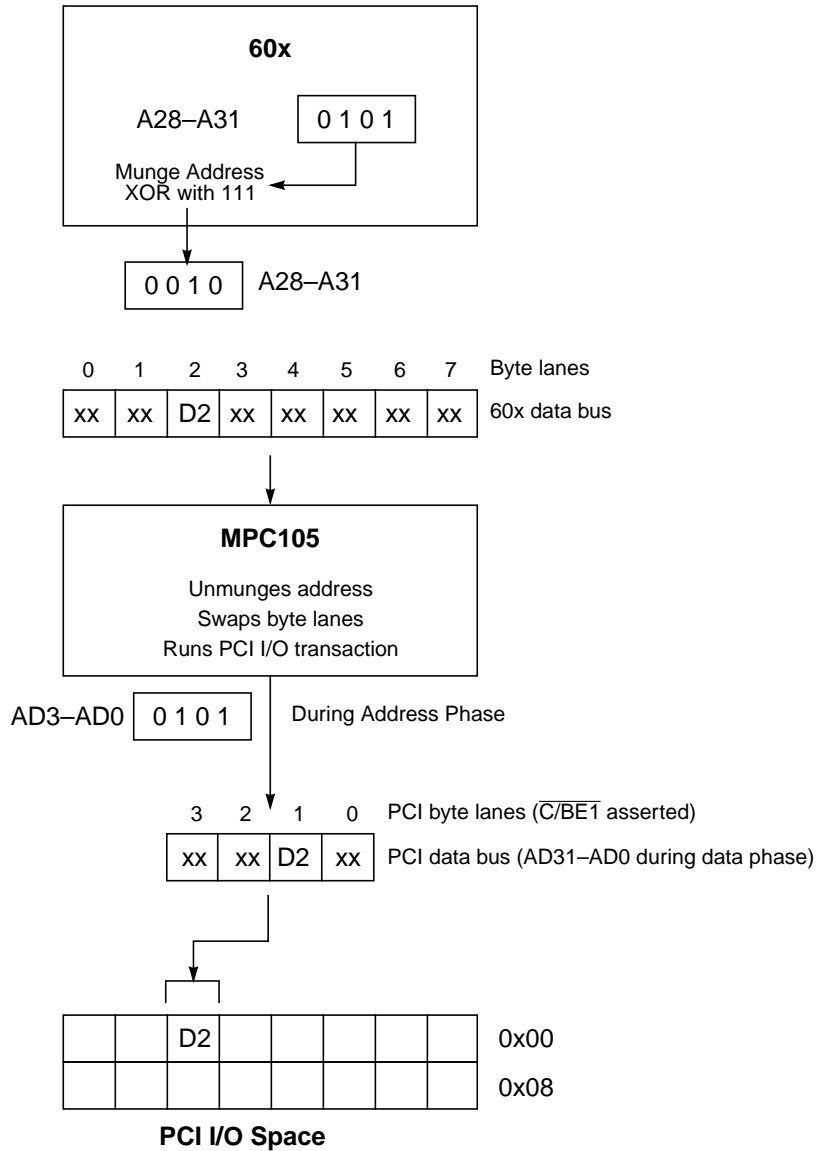 60x
A28–A31 0 1 0 1
Munge Address
XOR with 111
0 0 1 0 A28–A31
0 1 2 3 4 5 6 7 Byte lanes
xx xx D2 xx xx xx xx xx 60x data bus
MPC105
Unmunges address
Swaps byte lanes
Runs PCI I/O transaction
AD3–AD0 0 1 0 1 During Address Phase
3 2 1 0 PCI byte lanes (C/BE1 asserted)
xx xx D2 xx PCI data bus (AD31–AD0 during data phase)
D2 0x00
0x08
PCI I/O Space